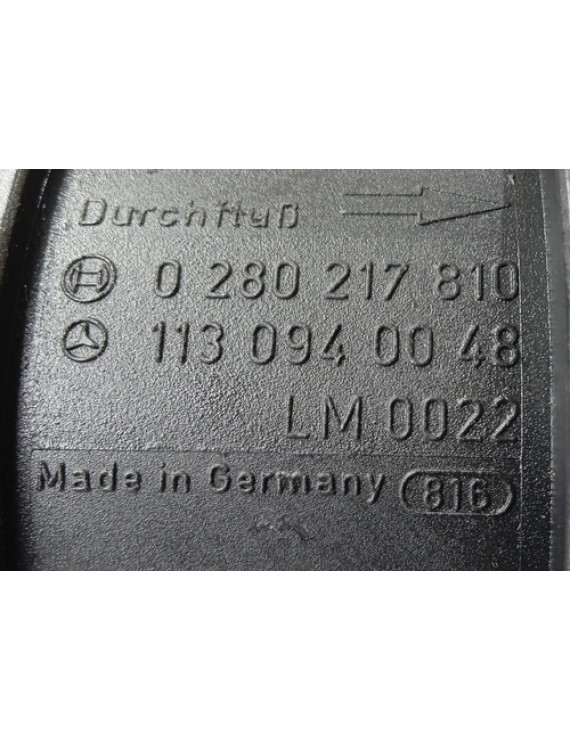 Durchfluß
0 280 217 810
113 094 00 48
LM 0022
Made in Germany 816